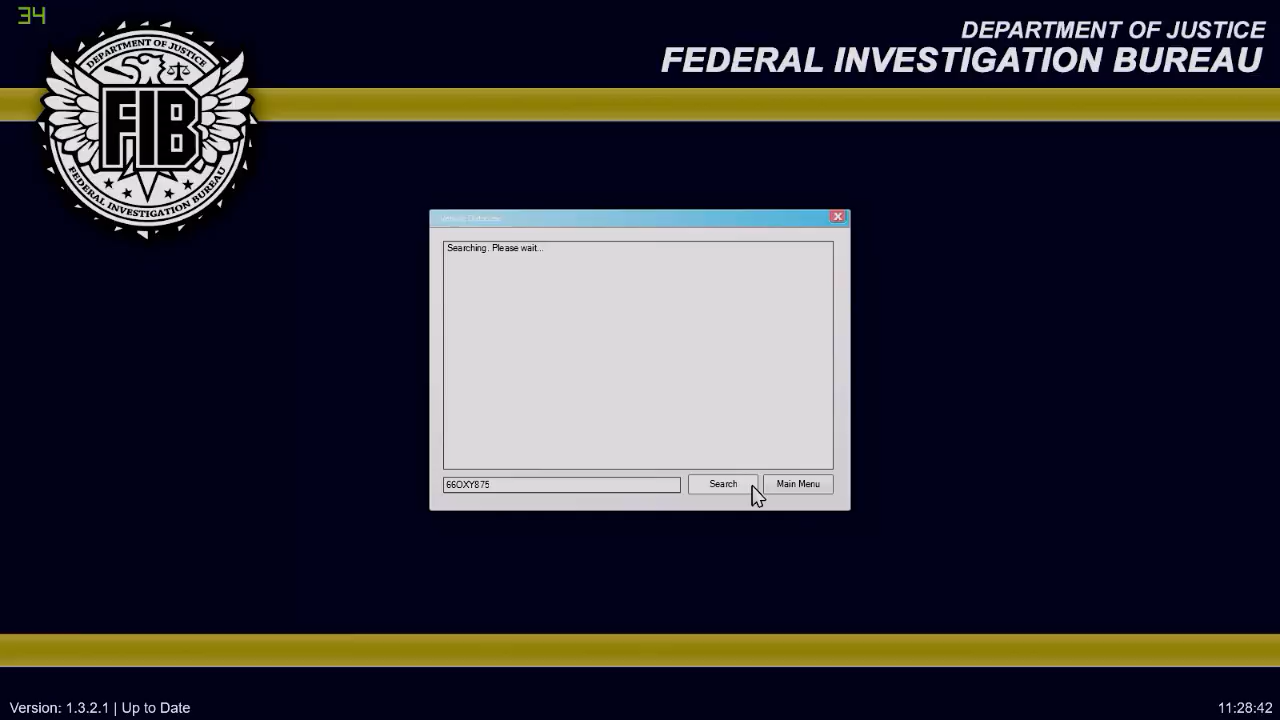 34
DEPARTMENT OF JUSTICE
FEDERAL INVESTIGATION BUREAU
DEPARTMENT OF JUSTICE
FIB
FEDERAL INVESTIGATION BUREAU
Searching. Please wait...
66OXY875
Search
Main Menu
Version: 1.3.2.1 | Up to Date
11:28:42